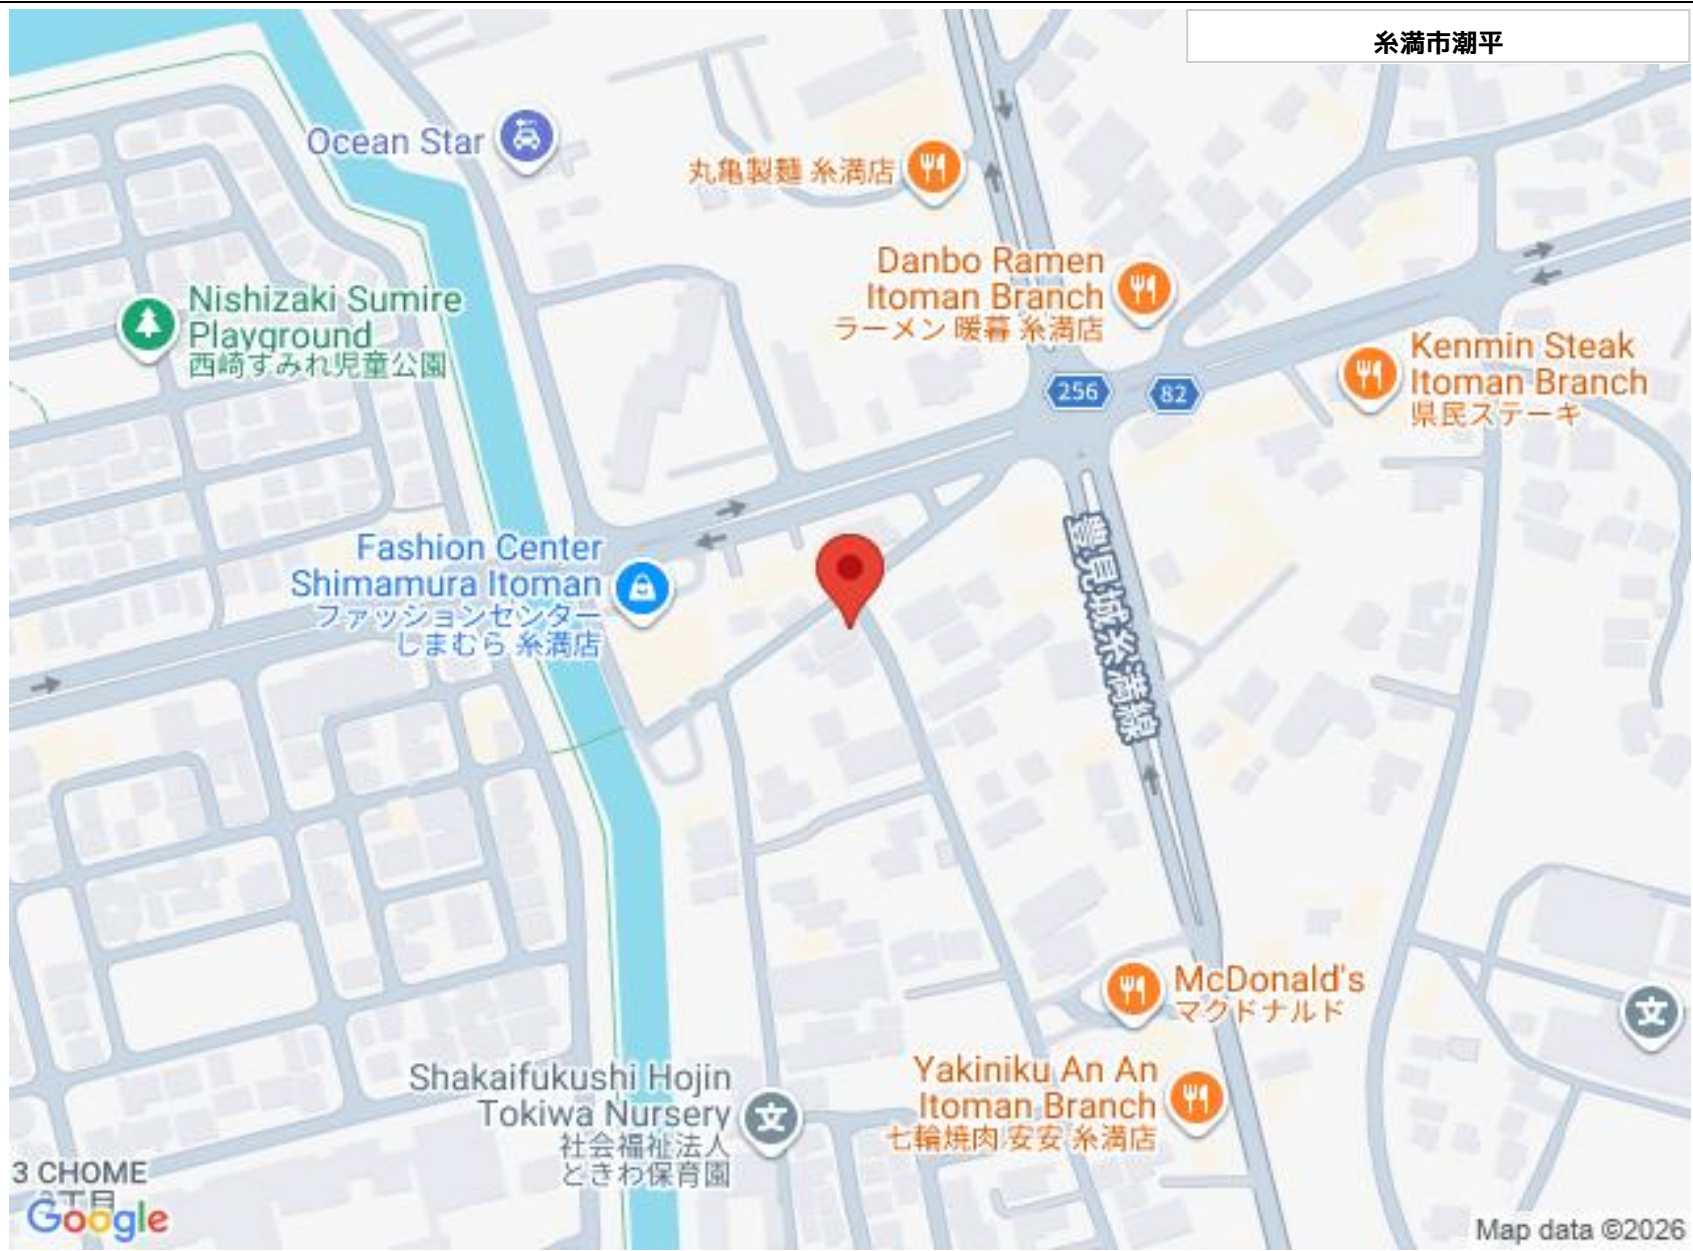 糸満市潮平
Ocean Star
丸亀製麺 糸満店
Danbo Ramen
Itoman Branch
ラーメン 暖暮 糸満店
Nishizaki Sumire
Playground
西崎すみれ児童公園
Kenmin Steak
Itoman Branch
県民ステーキ
256
82
Fashion Center
Shimamura Itoman
ファッションセンター
しまむら 糸満店
豊見城糸満線
McDonald's
マクドナルド
文
Shakaifukushi Hojin
Tokiwa Nursery
社会福祉法人
ときわ保育園
文
Yakiniku An An
Itoman Branch
七輪焼肉 安安 糸満店
3 CHOME
3丁目
Google
Map data ©2026